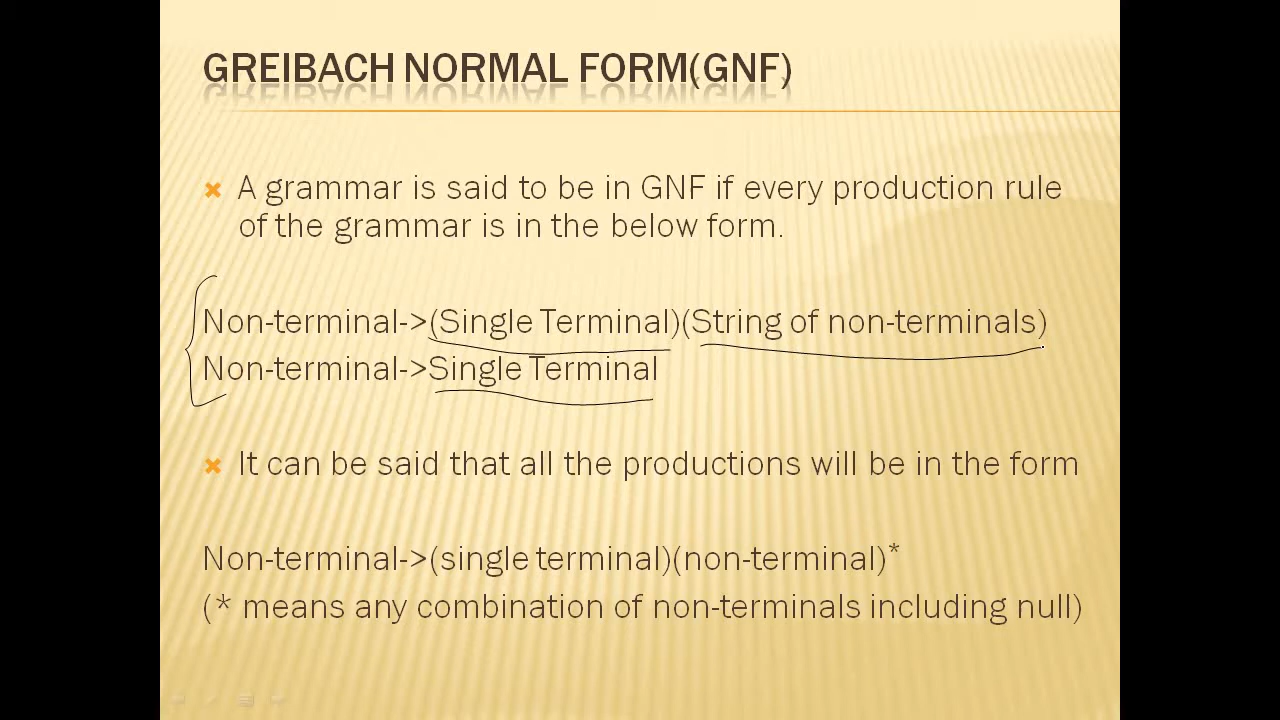 GREIBACH NORMAL FORM(GNF)
A grammar is said to be in GNF if every production rule
of the grammar is in the below form.
Non-terminal->(Single Terminal)(String of non-terminals)
Non-terminal->Single Terminal
It can be said that all the productions will be in the form
Non-terminal->(single terminal)(non-terminal)*
(* means any combination of non-terminals including null)